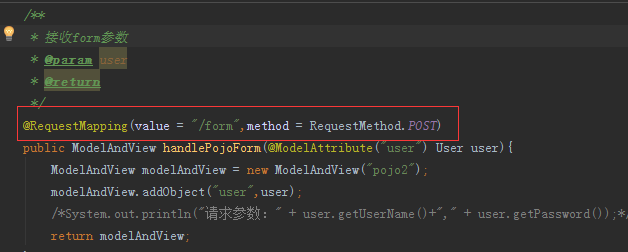 /**
* 接收form参数
* @param user
* @return
*/
@RequestMapping(value = "/form",method = RequestMethod.POST)
public ModelAndView handlePojoForm(@ModelAttribute("user") User user){
ModelAndView modelAndView = new ModelAndView("pojo2");
modelAndView.addObject("user",user);
/*System.out.println("请求参数：" + user.getUserName()+"," + user.getPassword());*/
return modelAndView;